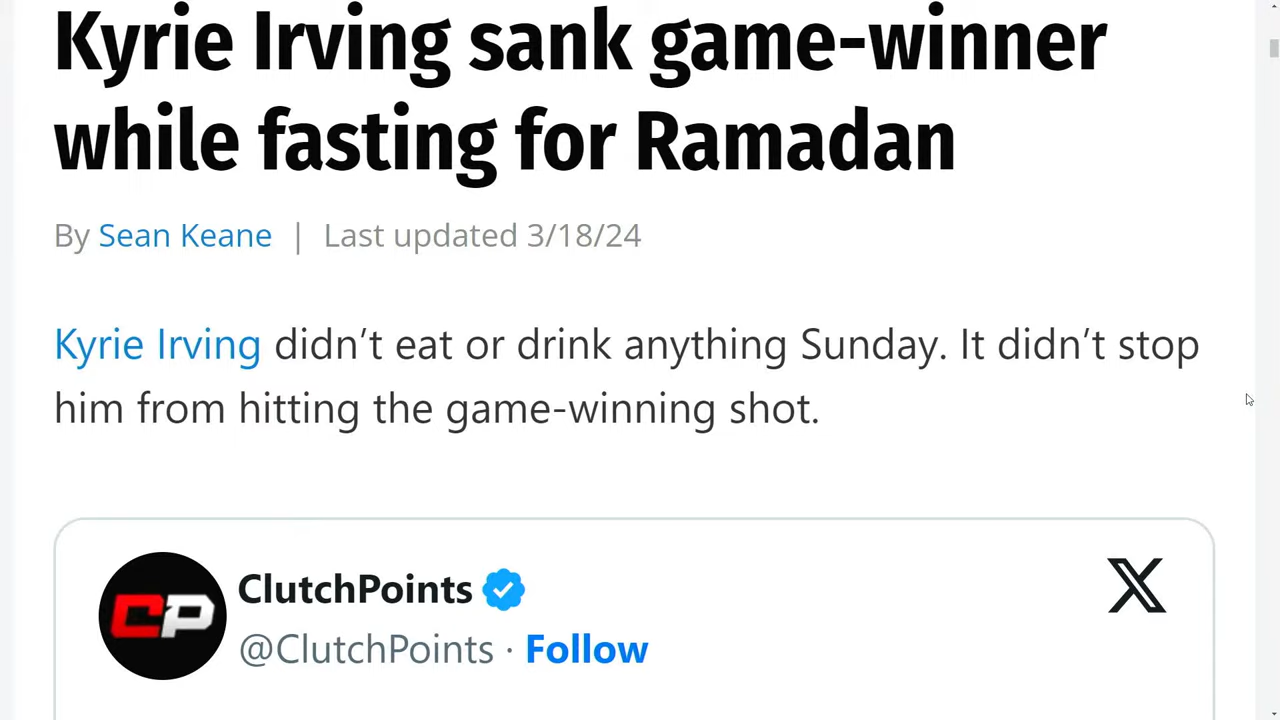 Kyrie Irving sank game-winner
while fasting for Ramadan
By Sean Keane | Last updated 3/18/24
Kyrie Irving didn’t eat or drink anything Sunday. It didn’t stop
him from hitting the game-winning shot.
CP
ClutchPoints
@ClutchPoints · Follow
X